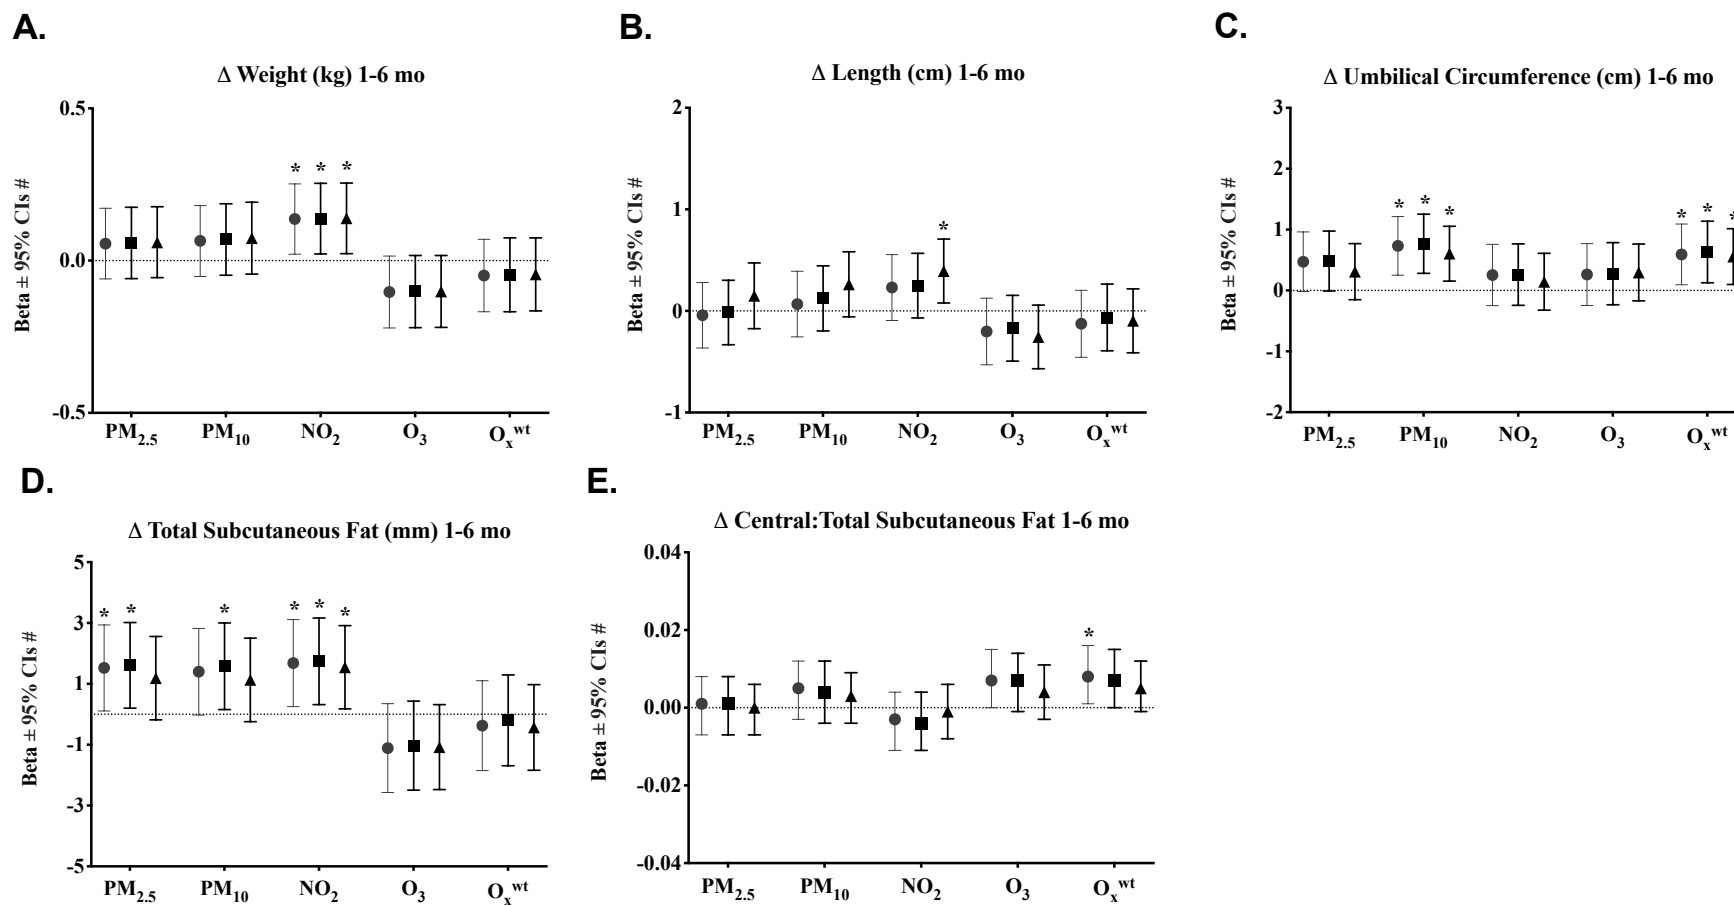 A.
Δ Weight (kg) 1-6 mo
Beta ± 95% CIs #
0.5
0.0
-0.5
* * *
PM2.5 PM10 NO2 O3 Oxwt
B.
Δ Length (cm) 1-6 mo
Beta ± 95% CIs #
2
1
0
-1
*
PM2.5 PM10 NO2 O3 Oxwt
C.
Δ Umbilical Circumference (cm) 1-6 mo
Beta ± 95% CIs #
3
2
1
0
-1
-2
* * * * * *
PM2.5 PM10 NO2 O3 Oxwt
D.
Δ Total Subcutaneous Fat (mm) 1-6 mo
Beta ± 95% CIs #
5
3
1
-1
-3
-5
* * * * * *
PM2.5 PM10 NO2 O3 Oxwt
E.
Δ Central:Total Subcutaneous Fat 1-6 mo
Beta ± 95% CIs #
0.04
0.02
0.00
-0.02
-0.04
*
PM2.5 PM10 NO2 O3 Oxwt